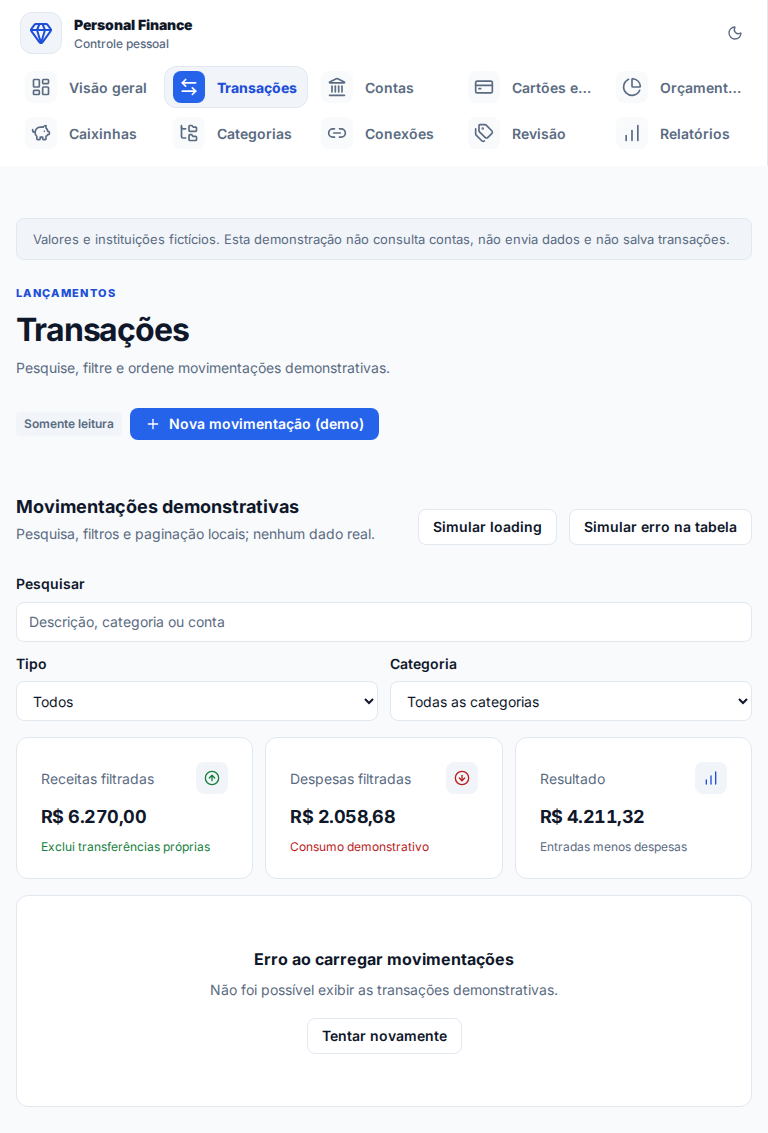 Personal Finance
Controle pessoal
Visão geral
Transações
Contas
Cartões e...
Orçament...
Caixinhas
Categorias
Conexões
Revisão
Relatórios
Valores e instituições fictícios. Esta demonstração não consulta contas, não envia dados e não salva transações.
LANÇAMENTOS
Transações
Pesquise, filtre e ordene movimentações demonstrativas.
Somente leitura
Nova movimentação (demo)
Movimentações demonstrativas
Pesquisa, filtros e paginação locais; nenhum dado real.
Simular loading
Simular erro na tabela
Pesquisar
Descrição, categoria ou conta
Tipo
Categoria
Todos
Todas as categorias
Receitas filtradas
R$ 6.270,00
Exclui transferências próprias
Despesas filtradas
R$ 2.058,68
Consumo demonstrativo
Resultado
R$ 4.211,32
Entradas menos despesas
Erro ao carregar movimentações
Não foi possível exibir as transações demonstrativas.
Tentar novamente